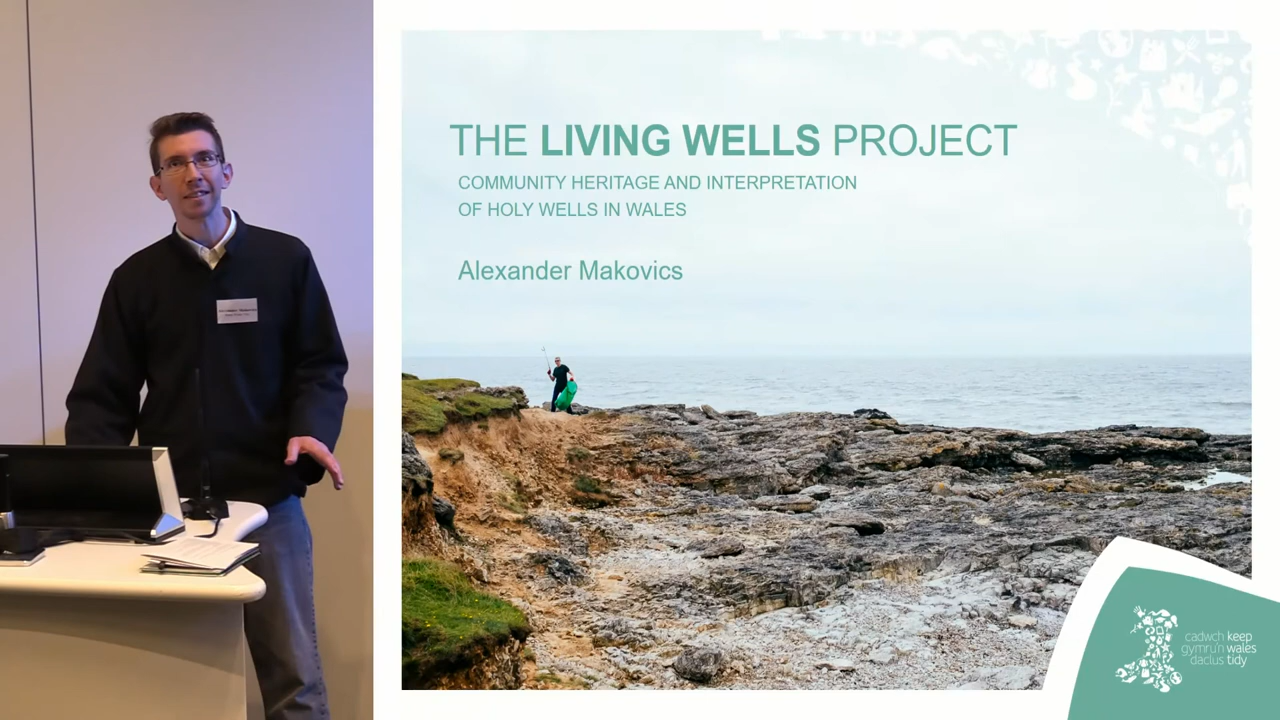 THE LIVING WELLS PROJECT
COMMUNITY HERITAGE AND INTERPRETATION
OF HOLY WELLS IN WALES
Alexander Makovics
cadwch keep
gymru'n wales
daclus tidy